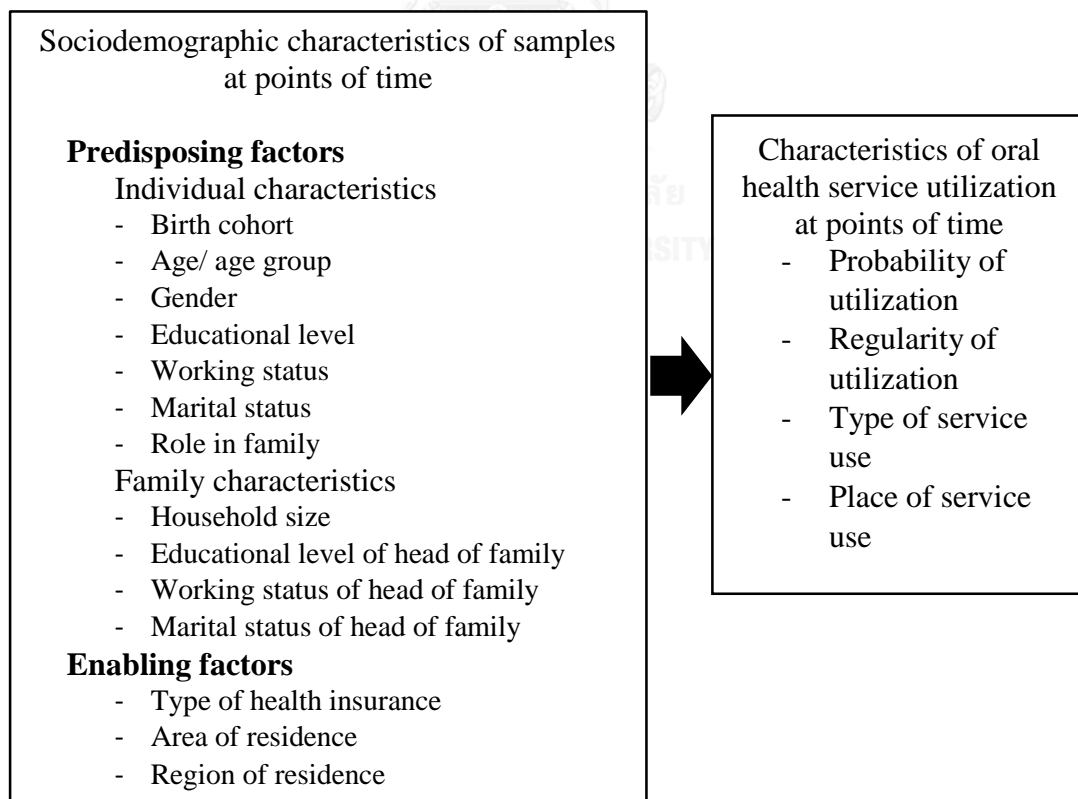 Sociodemographic characteristics of samples
at points of time
Predisposing factors
Individual characteristics
- Birth cohort
- Age/ age group
- Gender
- Educational level
- Working status
- Marital status
- Role in family
Family characteristics
- Household size
- Educational level of head of family
- Working status of head of family
- Marital status of head of family
Enabling factors
- Type of health insurance
- Area of residence
- Region of residence
Characteristics of oral
health service utilization
at points of time
- Probability of
utilization
- Regularity of
utilization
- Type of service
use
- Place of service
use